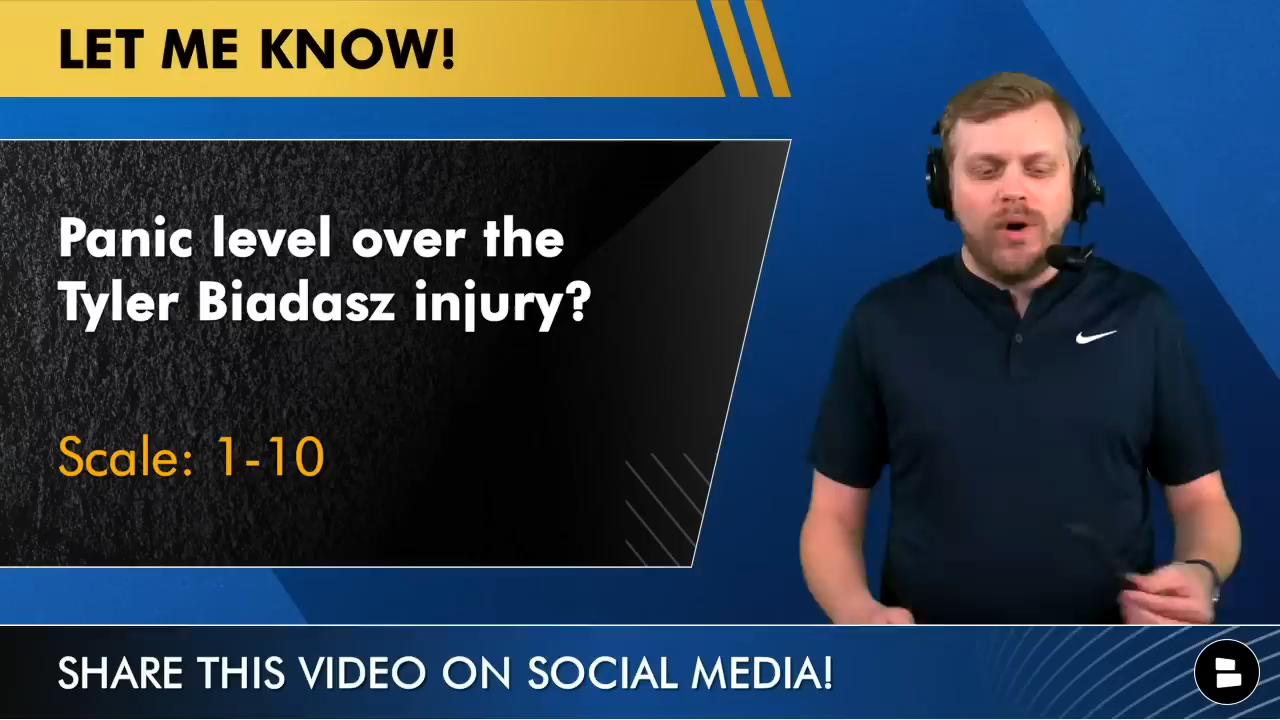 LET ME KNOW!
Panic level over the
Tyler Biadasz injury?
Scale: 1-10
SHARE THIS VIDEO ON SOCIAL MEDIA!